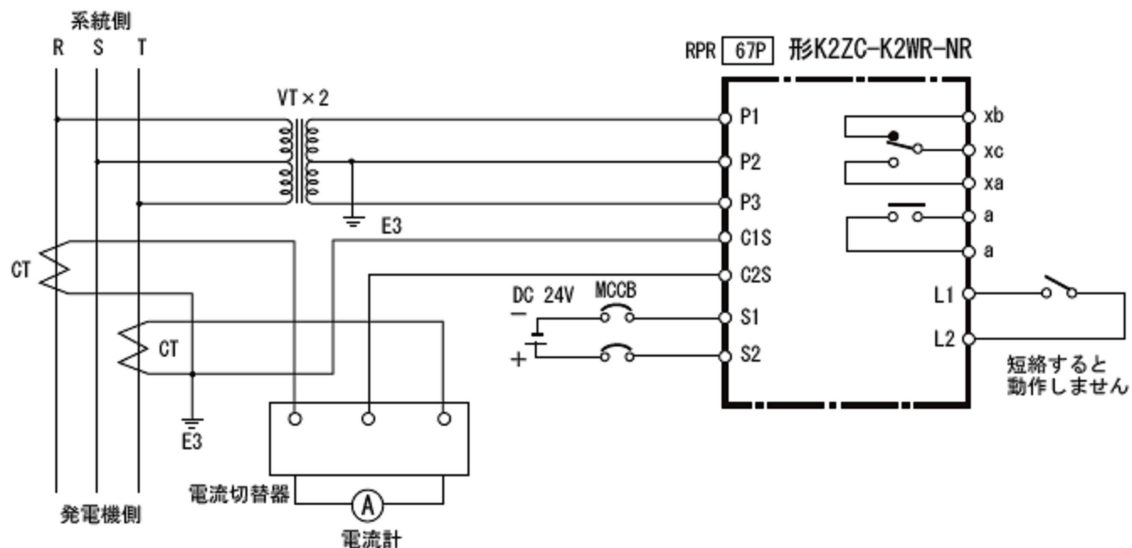 系統側
R S T
RPR 67P 形K2ZC-K2WR-NR
VT×2
P1
xb
xc
P2
xa
P3
a
E3
C1S
a
CT
C2S
DC 24V MCCB
L1
−
S1
L2
CT
+
S2
短絡すると
動作しません
E3
電流切替器
A
発電機側
電流計